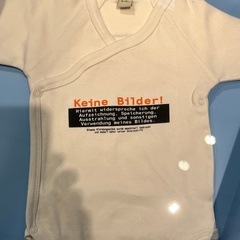 Keine Bilder!
Hiermit widerspreche ich der
Aufzeichnung, Speicherung,
Ausstrahlung und sonstigen
Verwendung meines Bildes.